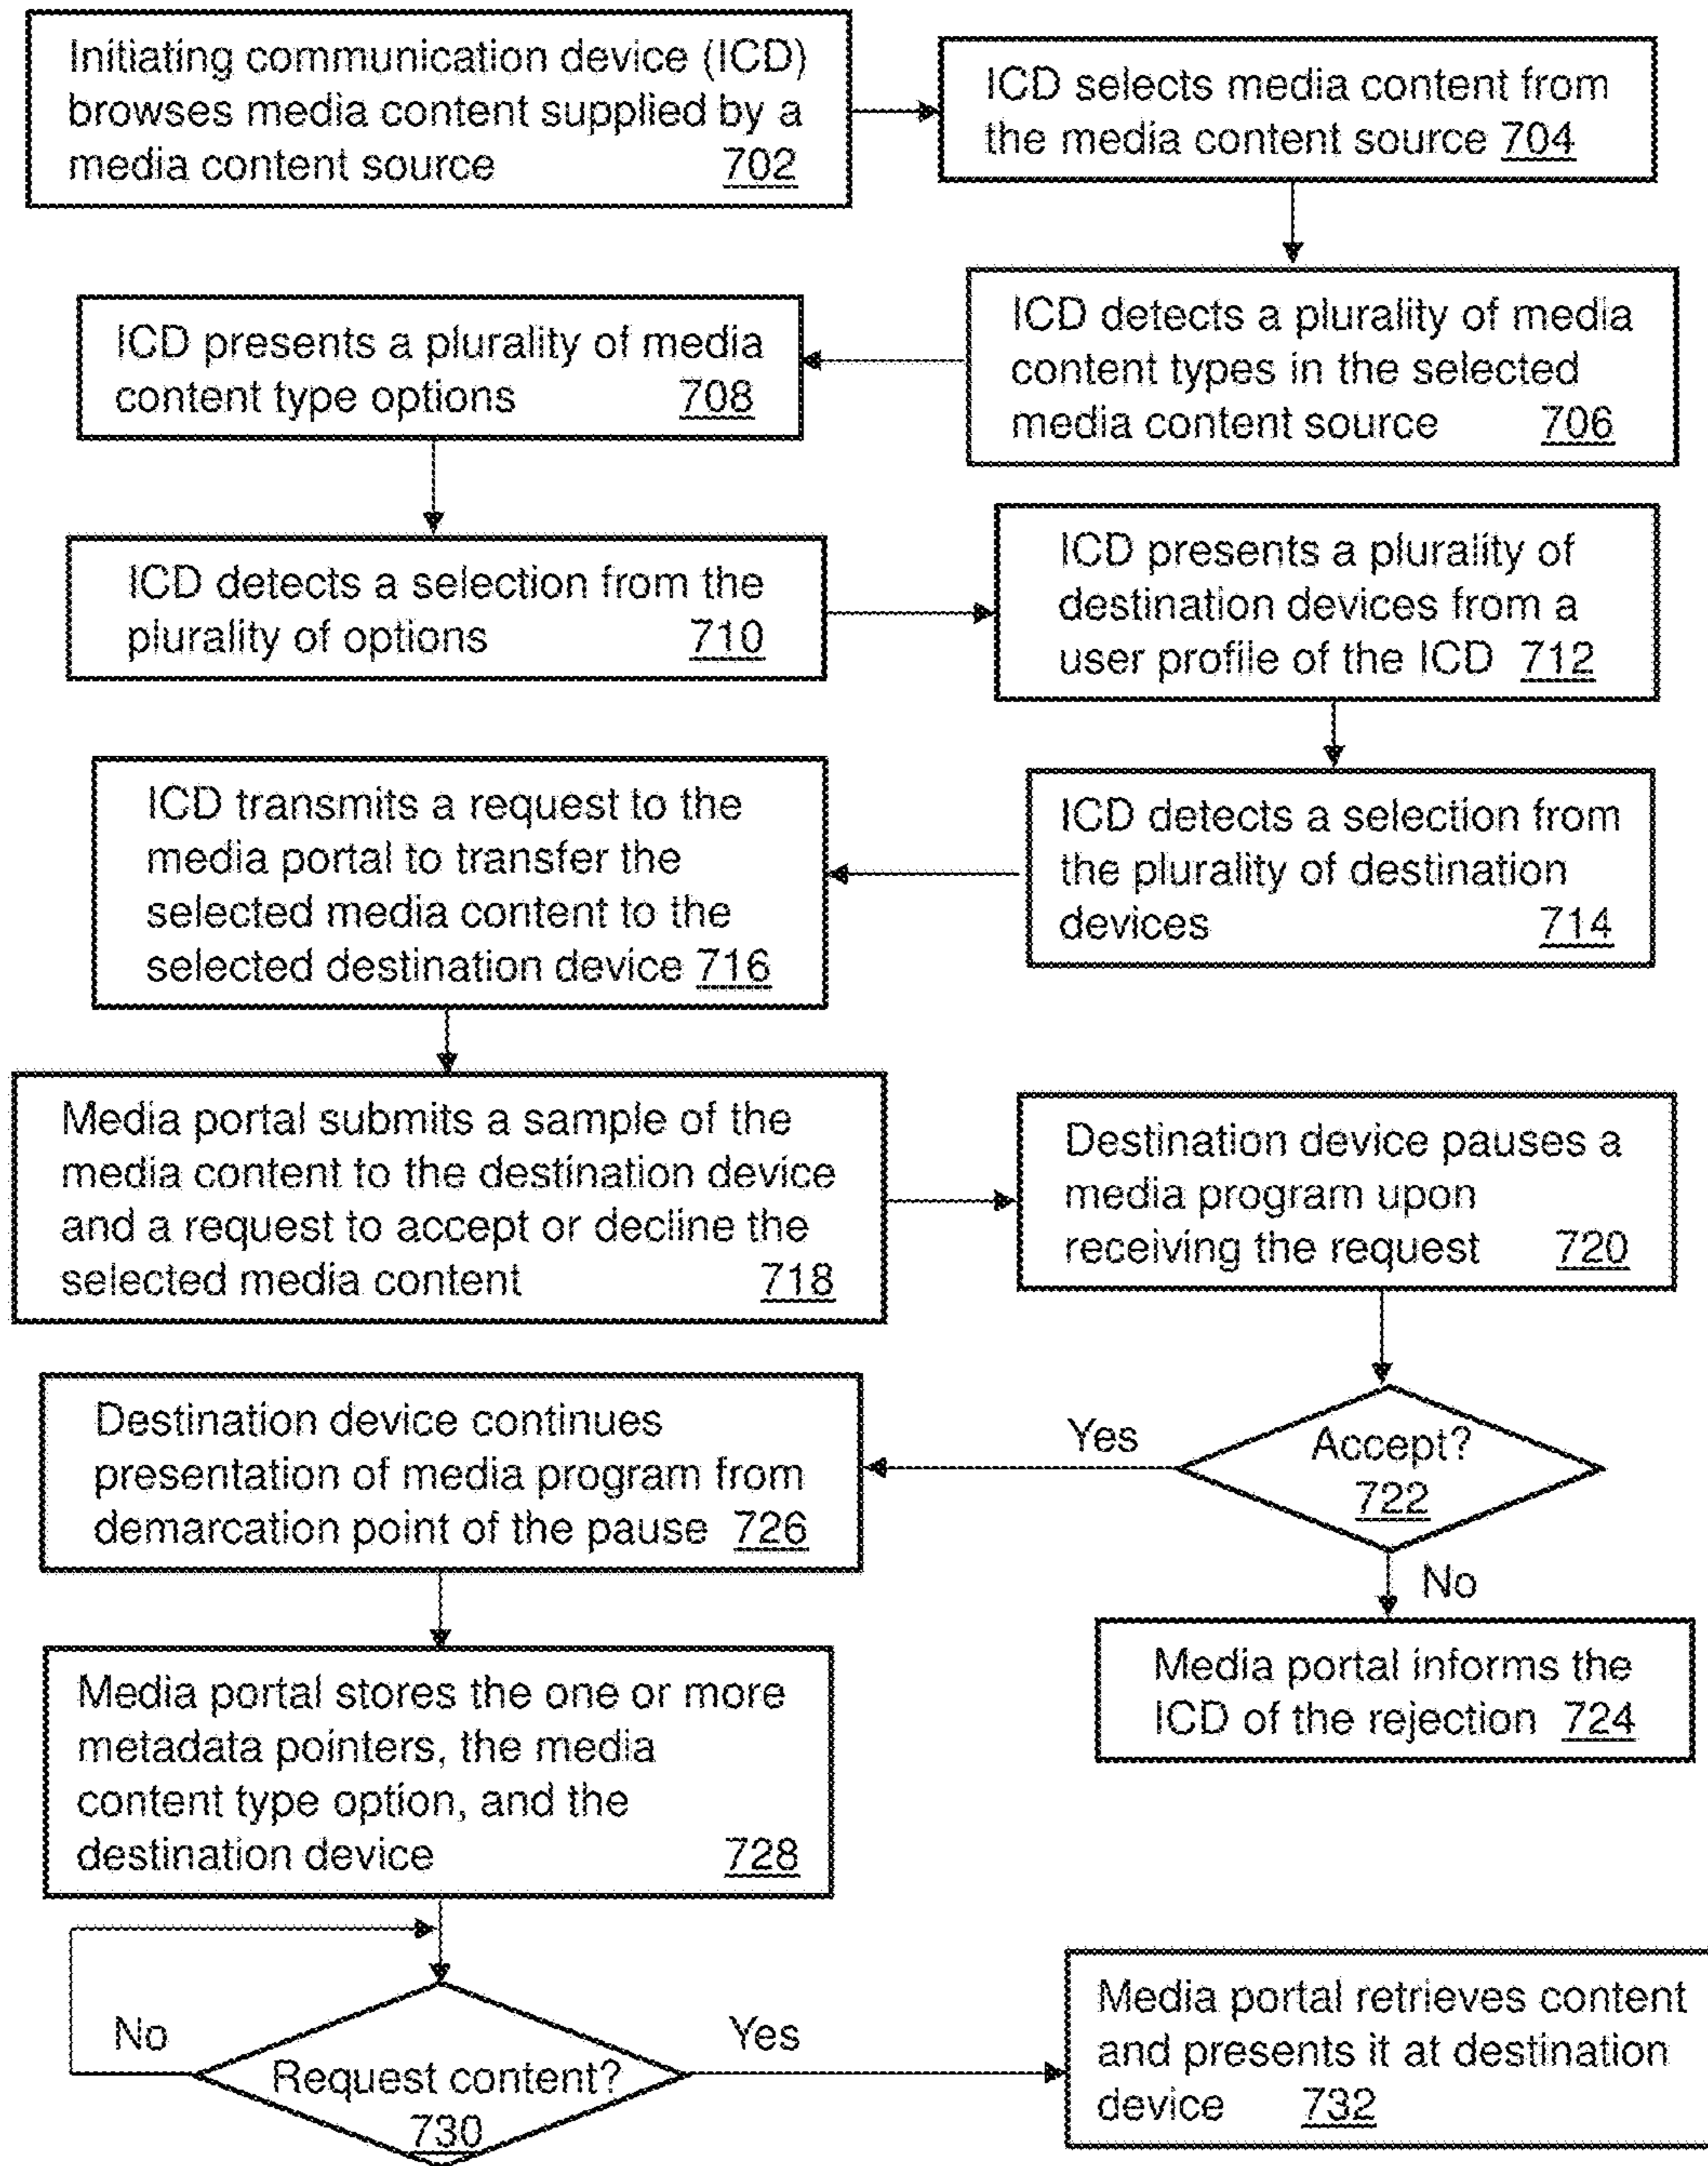 Initiating communication device (ICD)
browses media content supplied by a
media content source 702
ICD selects media content from
the media content source 704
ICD detects a plurality of media
content types in the selected
media content source 706
ICD presents a plurality of media
content type options 708
ICD detects a selection from the
plurality of options 710
ICD presents a plurality of
destination devices from a
user profile of the ICD 712
ICD detects a selection from
the plurality of destination
devices 714
ICD transmits a request to the
media portal to transfer the
selected media content to the
selected destination device 716
Media portal submits a sample of the
media content to the destination device
and a request to accept or decline the
selected media content 718
Destination device pauses a
media program upon
receiving the request 720
Accept?
722
Yes
No
Media portal informs the
ICD of the rejection 724
Destination device continues
presentation of media program from
demarcation point of the pause 726
Media portal stores the one or more
metadata pointers, the media
content type option, and the
destination device 728
No
Request content?
730
Yes
Media portal retrieves content
and presents it at destination
device 732